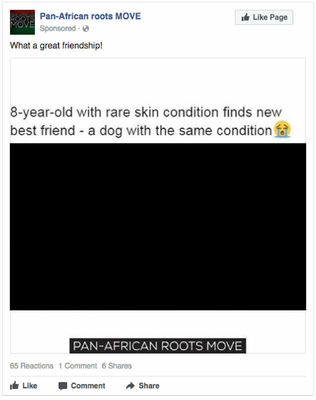 Pan-African roots MOVE
Like Page
Sponsored ·
What a great friendship!
8-year-old with rare skin condition finds new
best friend - a dog with the same condition😭
PAN-AFRICAN ROOTS MOVE
65 Reactions 1 Comment 6 Shares
Like Comment Share